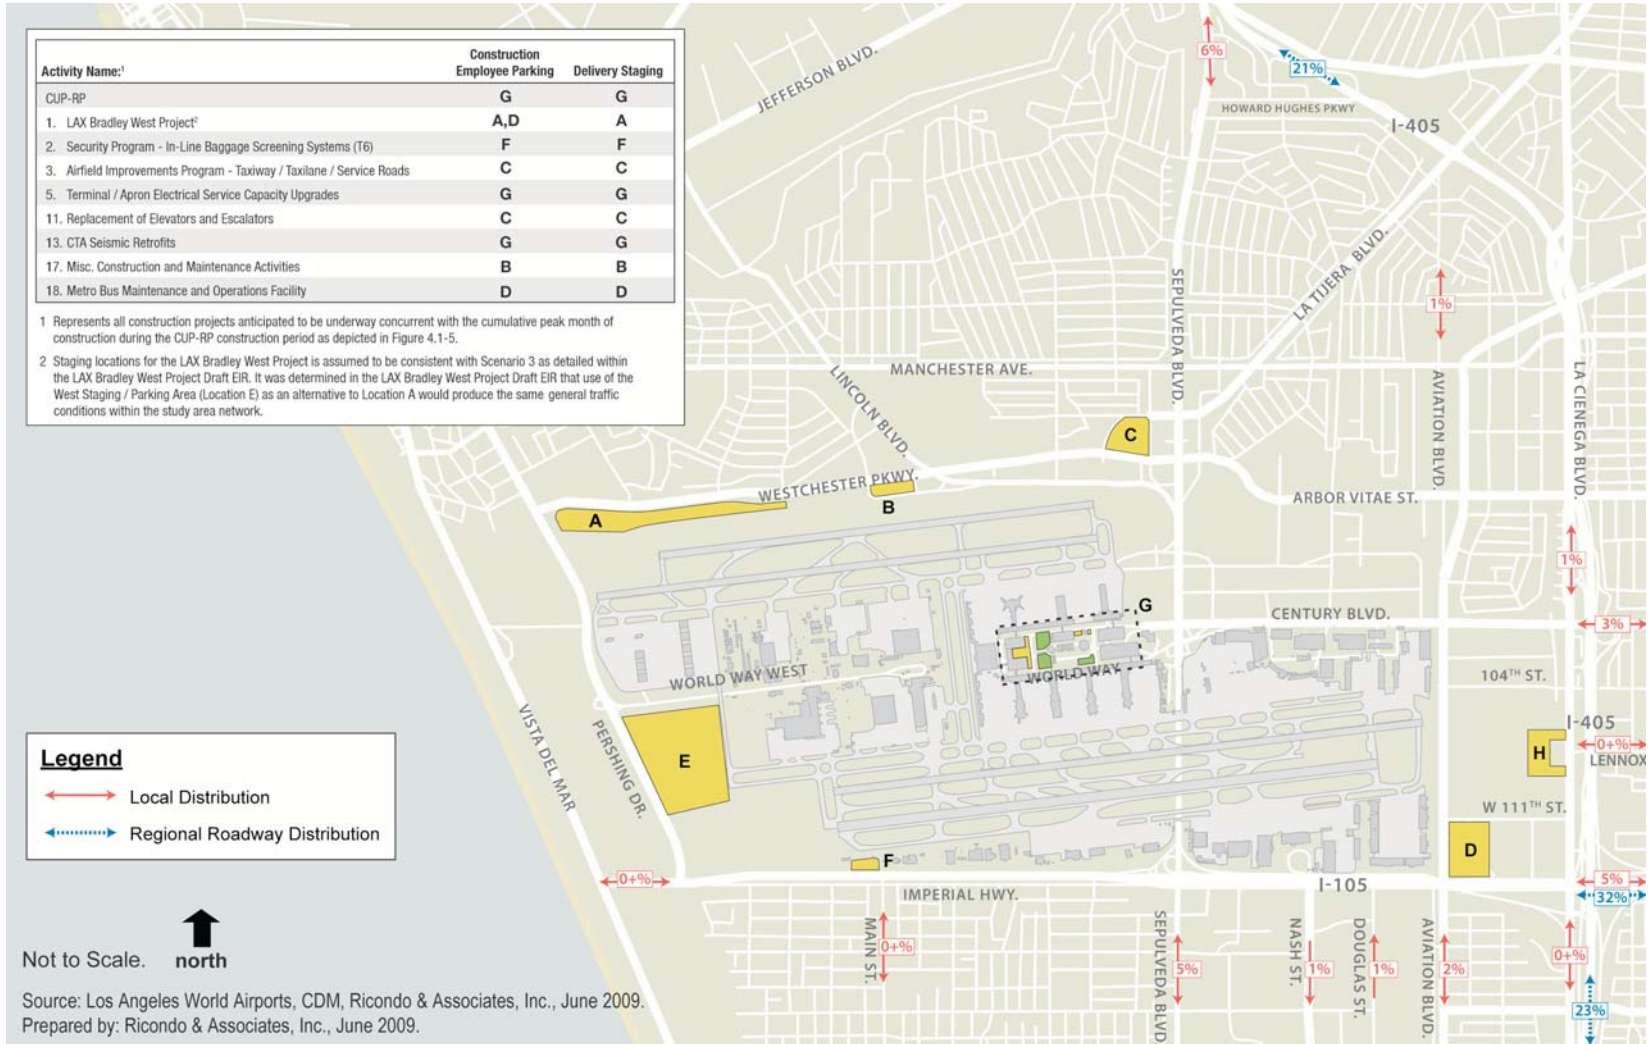 Activity Name:¹ Construction Employee Parking Delivery Staging
CUP-RP G G
1. LAX Bradley West Project² A,D A
2. Security Program - In-Line Baggage Screening Systems (T6) F F
3. Airfield Improvements Program - Taxiway / Taxilane / Service Roads C C
5. Terminal / Apron Electrical Service Capacity Upgrades G G
11. Replacement of Elevators and Escalators C C
13. CTA Seismic Retrofits G G
17. Misc. Construction and Maintenance Activities B B
18. Metro Bus Maintenance and Operations Facility D D
1 Represents all construction projects anticipated to be underway concurrent with the cumulative peak month of
construction during the CUP-RP construction period as depicted in Figure 4.1-5.
2 Staging locations for the LAX Bradley West Project is assumed to be consistent with Scenario 3 as detailed within
the LAX Bradley West Project Draft EIR. It was determined in the LAX Bradley West Project Draft EIR that use of the
West Staging / Parking Area (Location E) as an alternative to Location A would produce the same general traffic
conditions within the study area network.
JEFFERSON BLVD.
6%
21%
HOWARD HUGHES PKWY
I-405
SEPULVEDA BLVD.
LA TIJERA BLVD.
1%
MANCHESTER AVE.
LINCOLN BLVD.
AVIATION BLVD.
LA CIENEGA BLVD.
C
WESTCHESTER PKWY.
ARBOR VITAE ST.
A
B
1%
G
CENTURY BLVD.
3%
WORLD WAY WEST
WORLD WAY
104TH ST.
I-405
VISTA DEL MAR
PERSHING DR.
E
H
0+%
LENNOX
W 111TH ST.
D
F
0+%
IMPERIAL HWY.
I-105
5%
32%
MAIN ST.
0+%
SEPULVEDA BLVD.
5%
NASH ST.
1%
DOUGLAS ST.
1%
AVIATION BLVD.
2%
0+%
23%
Legend
Local Distribution
Regional Roadway Distribution
Not to Scale.
north
Source: Los Angeles World Airports, CDM, Ricondo & Associates, Inc., June 2009.
Prepared by: Ricondo & Associates, Inc., June 2009.